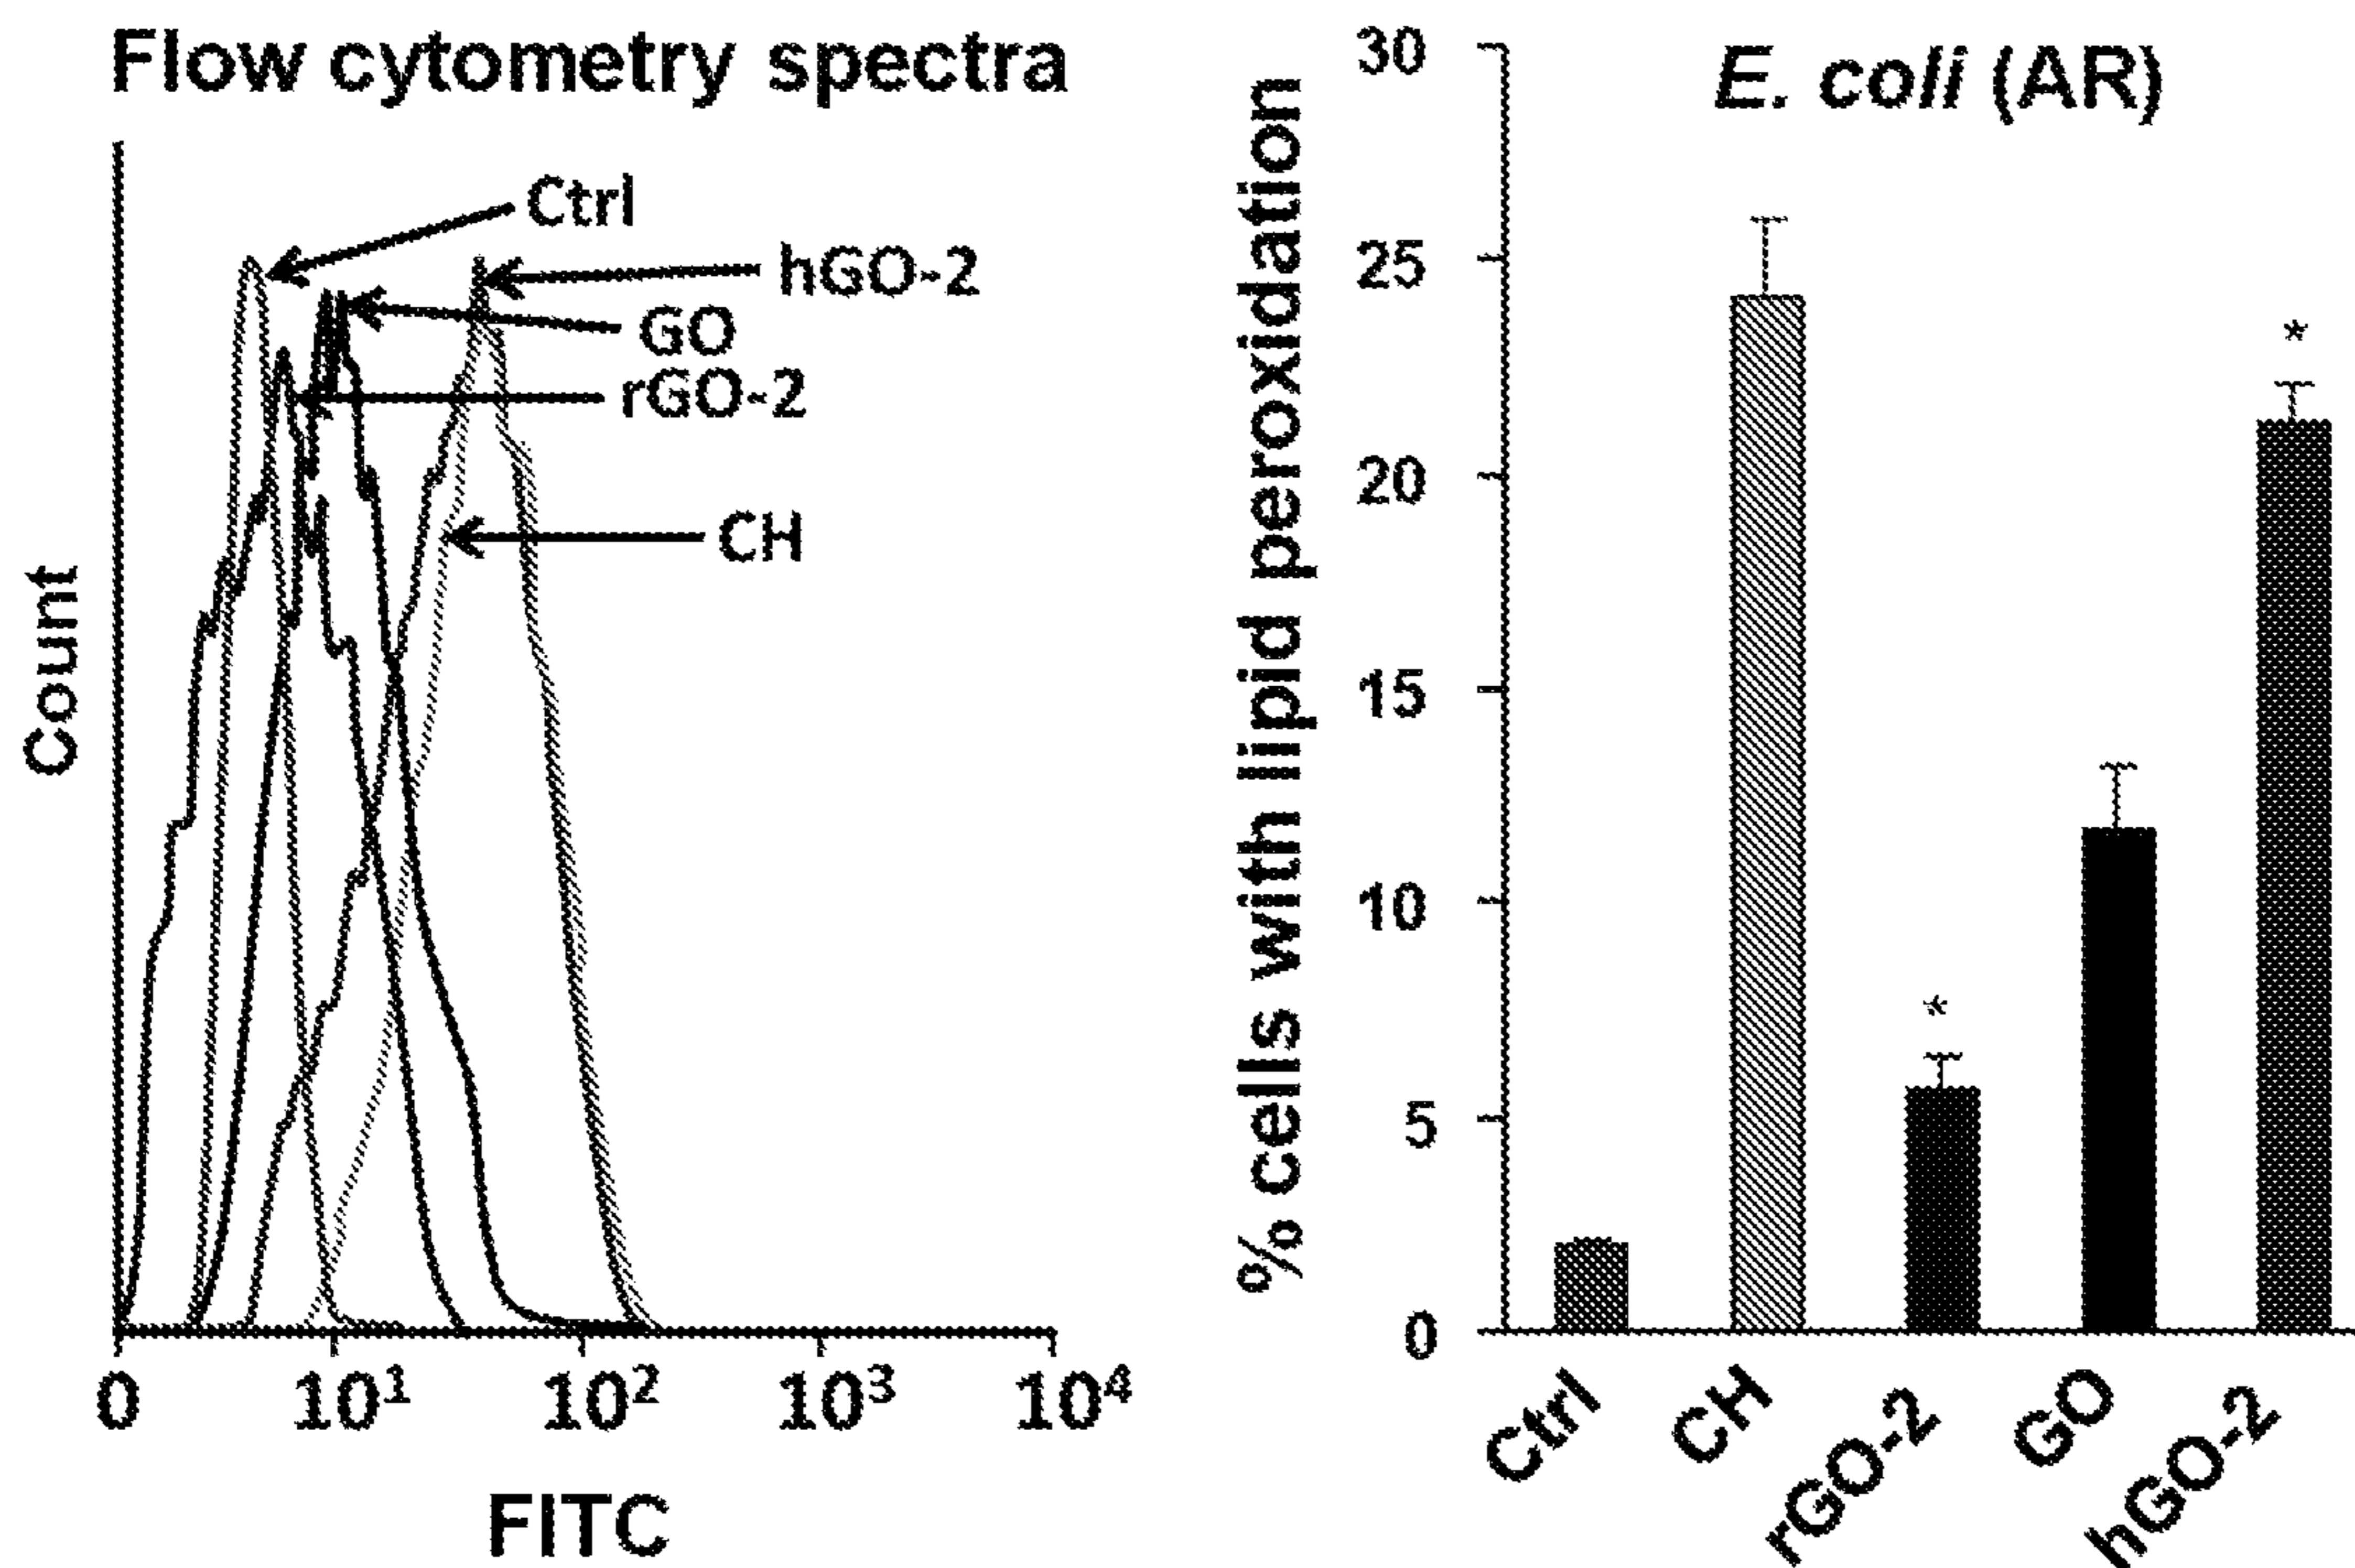 Flow cytometry spectra
Ctrl
hGO-2
GO
rGO-2
CH
Count
0 10¹ 10² 10³ 10⁴
FITC
E. coli (AR)
% cells with lipid peroxidation
30
25
20
15
10
5
0
*
*
Ctrl CH rGO-2 GO hGO-2